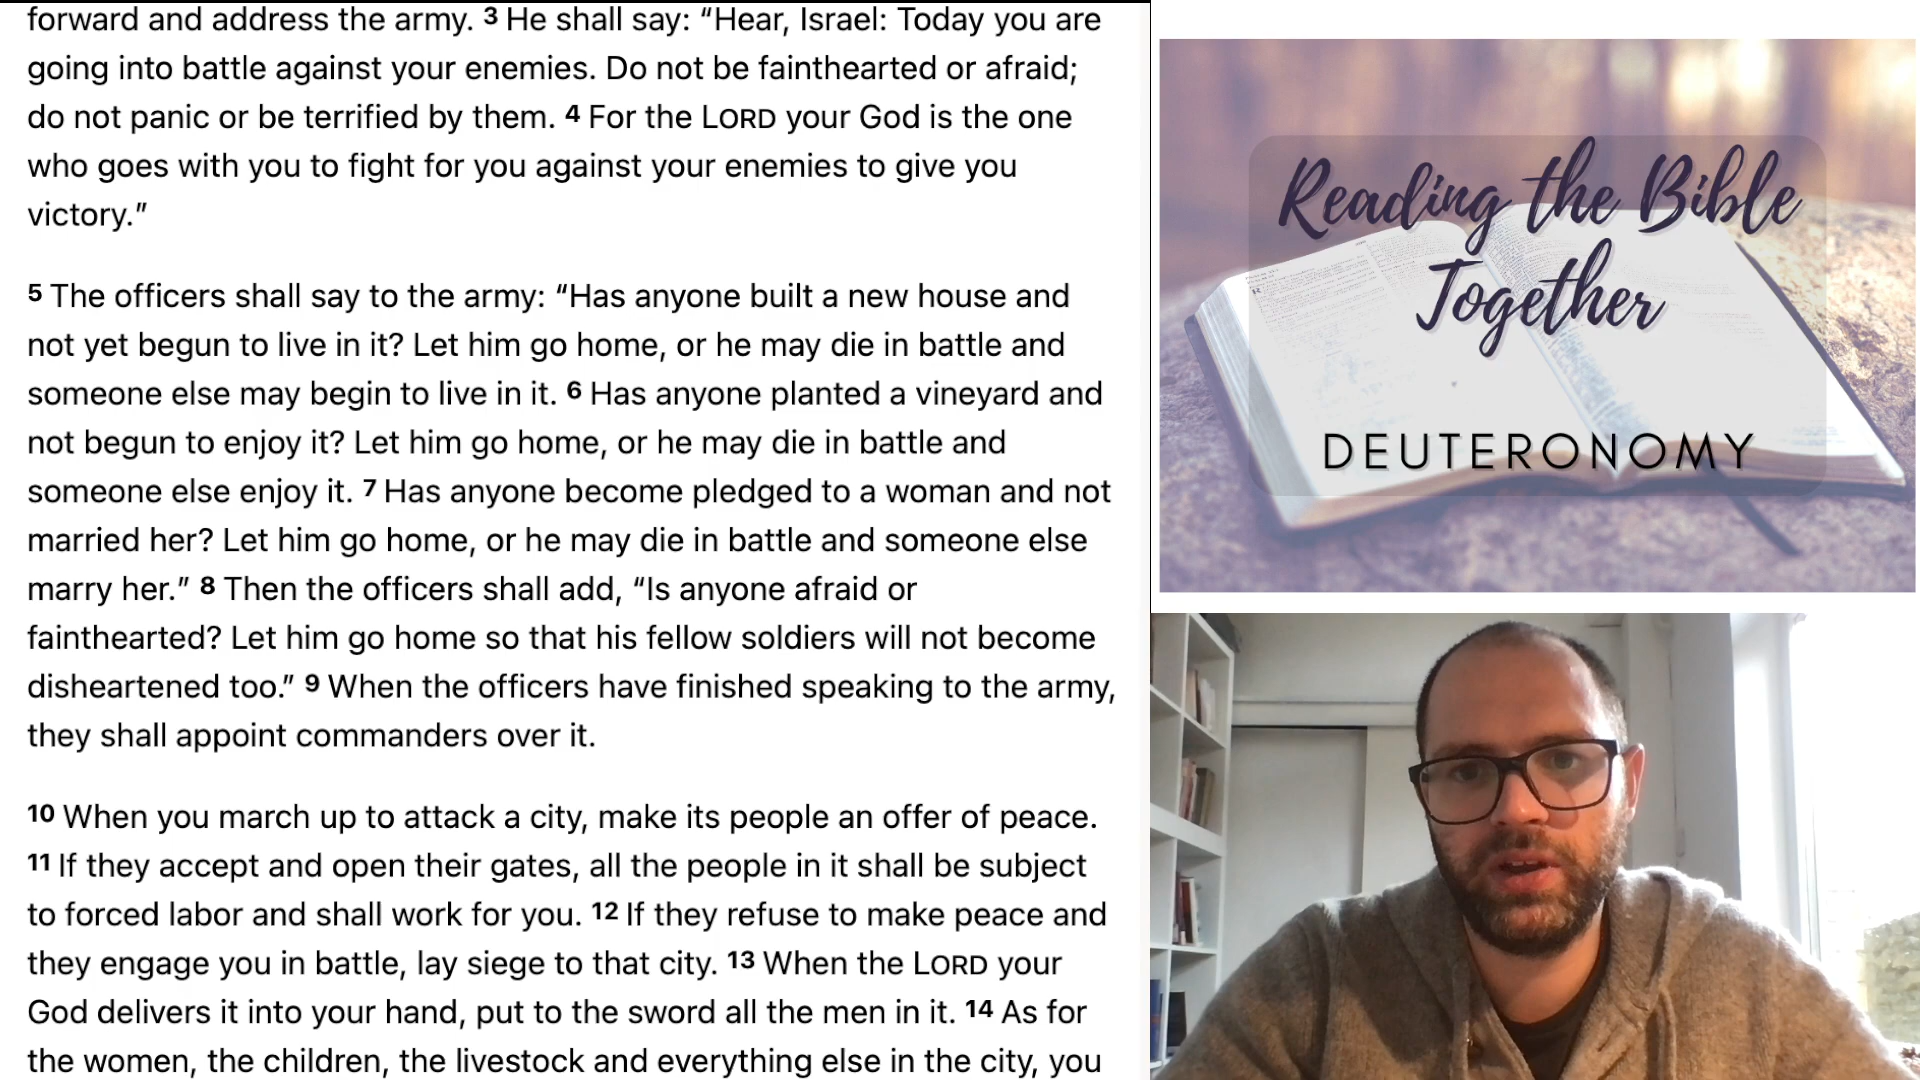 forward and address the army. 3 He shall say: “Hear, Israel: Today you are
going into battle against your enemies. Do not be fainthearted or afraid;
do not panic or be terrified by them. 4 For the LORD your God is the one
who goes with you to fight for you against your enemies to give you
victory.”
5 The officers shall say to the army: “Has anyone built a new house and
not yet begun to live in it? Let him go home, or he may die in battle and
someone else may begin to live in it. 6 Has anyone planted a vineyard and
not begun to enjoy it? Let him go home, or he may die in battle and
someone else enjoy it. 7 Has anyone become pledged to a woman and not
married her? Let him go home, or he may die in battle and someone else
marry her.” 8 Then the officers shall add, “Is anyone afraid or
fainthearted? Let him go home so that his fellow soldiers will not become
disheartened too.” 9 When the officers have finished speaking to the army,
they shall appoint commanders over it.
10 When you march up to attack a city, make its people an offer of peace.
11 If they accept and open their gates, all the people in it shall be subject
to forced labor and shall work for you. 12 If they refuse to make peace and
they engage you in battle, lay siege to that city. 13 When the LORD your
God delivers it into your hand, put to the sword all the men in it. 14 As for
the women, the children, the livestock and everything else in the city, you
Reading the Bible
Together
DEUTERONOMY